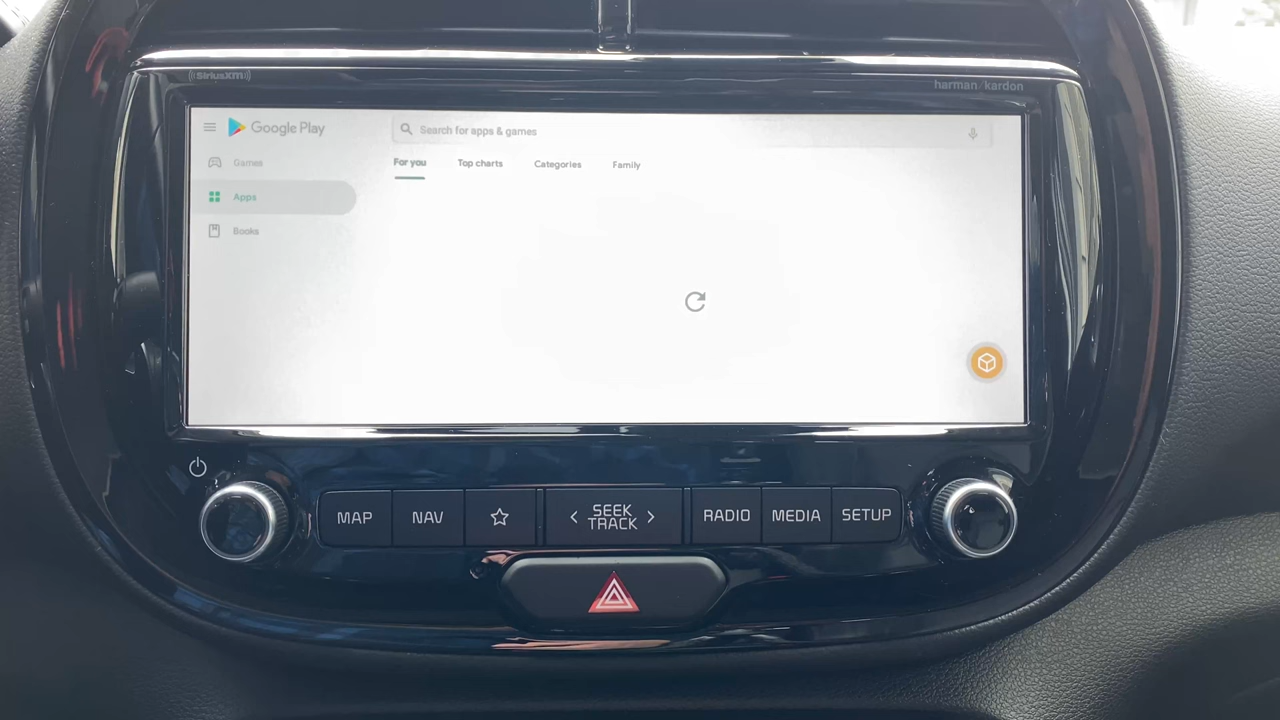 ((SiriusXM))
harman/kardon
Google Play
Search for apps & games
Games
For you
Top charts
Categories
Family
Apps
Books
MAP
NAV
SEEK
TRACK
RADIO
MEDIA
SETUP